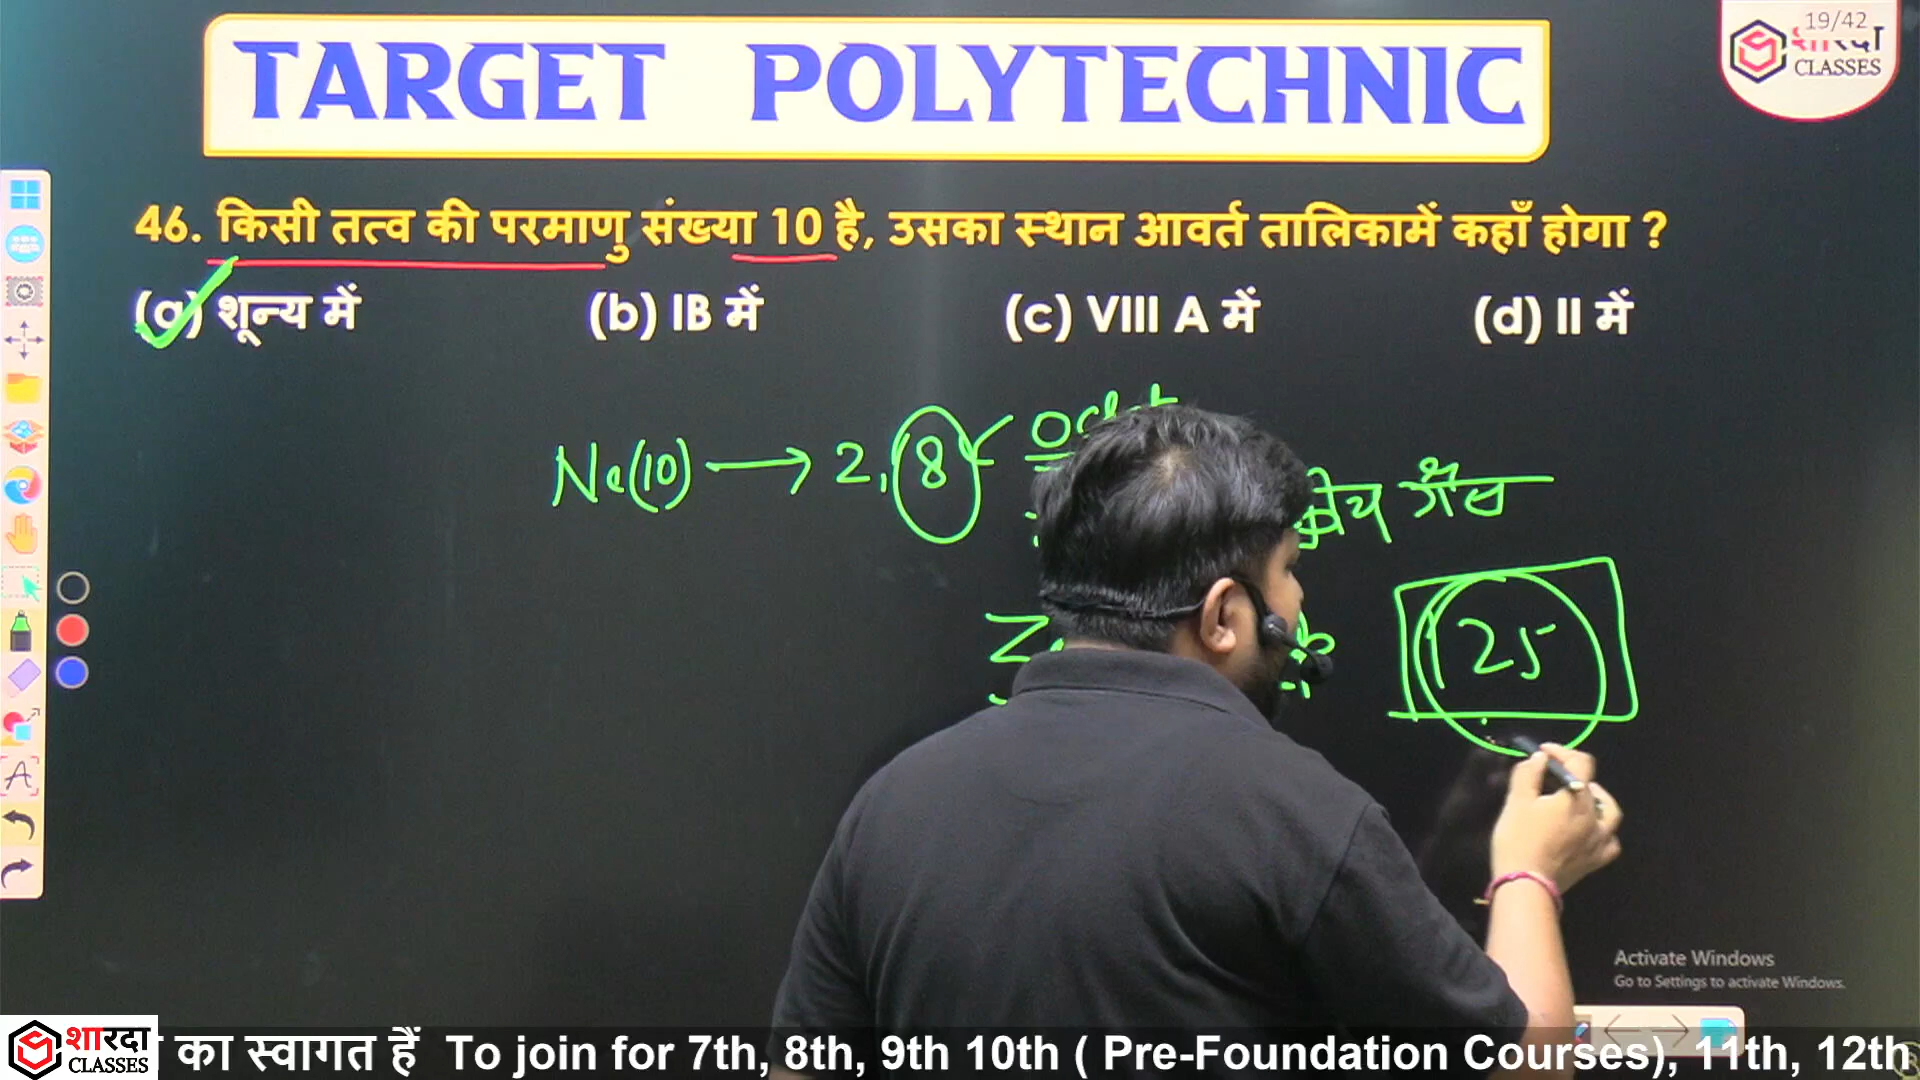 19/42
TARGET POLYTECHNIC
शारदा
CLASSES
46. किसी तत्व की परमाणु संख्या 10 है, उसका स्थान आवर्त तालिकामें कहाँ होगा ?
(a) शून्य में (b) IB में (c) VIII A में (d) II में
Ne(10) → 2, 8
गैस
125
Activate Windows
Go to Settings to activate Windows.
शारदा
CLASSES
का स्वागत हैं To join for 7th, 8th, 9th 10th ( Pre-Foundation Courses), 11th, 12th